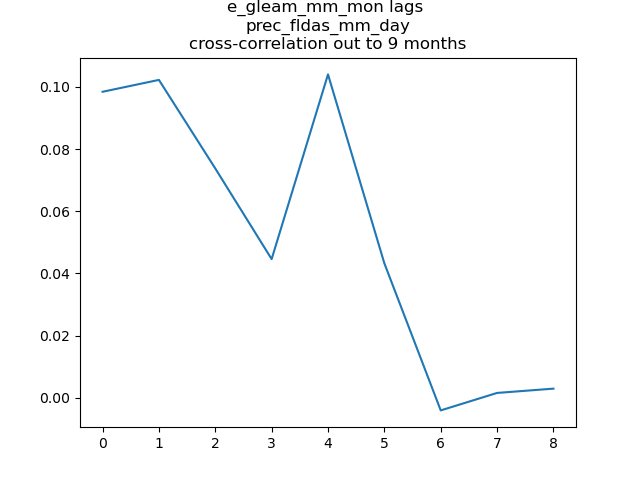 e_gleam_mm_mon lags
prec_fldas_mm_day
cross-correlation out to 9 months
0.10
0.08
0.06
0.04
0.02
0.00
0 1 2 3 4 5 6 7 8